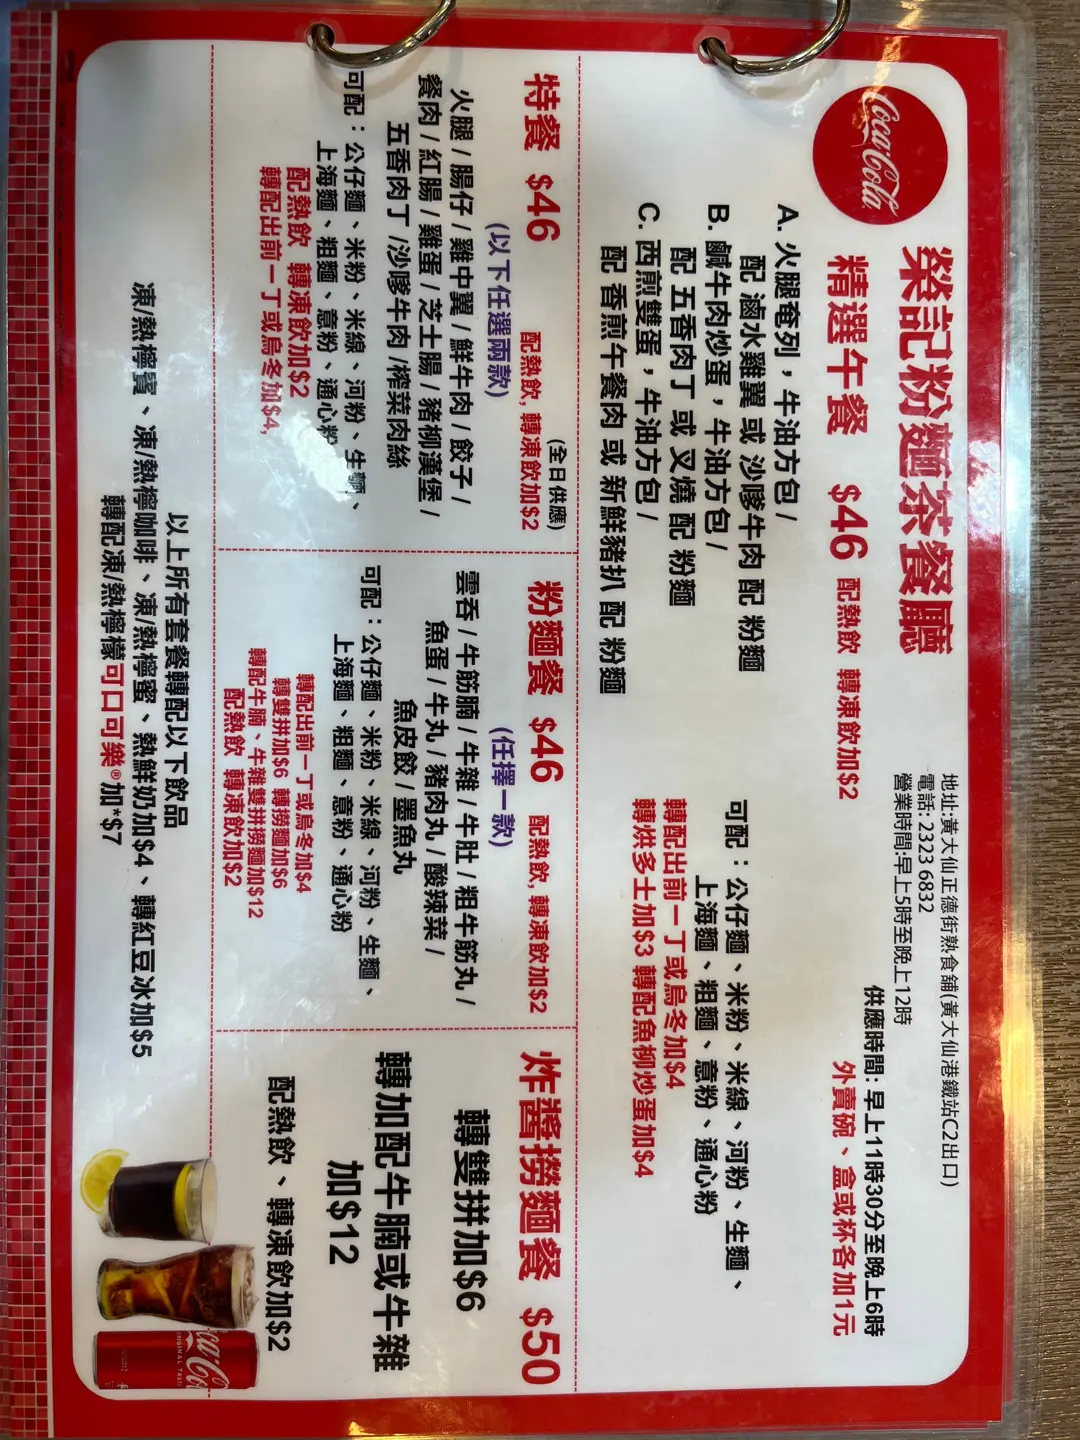 Coca-Cola
榮記粉麵茶餐廳
地址:黃大仙正德街熟食舖(黃大仙港鐵站C2出口)
電話: 2323 6832
營業時間:早上5時至晚上12時
精選午餐 $46 配熱飲 轉凍飲加$2
供應時間: 早上11時30分至晚上6時
外賣碗、盒或杯各加1元
A. 火腿奄列，牛油方包/
配 滷水雞翼 或 沙嗲牛肉 配 粉麵
B. 鹹牛肉炒蛋，牛油方包/
配 五香肉丁 或 叉燒 配 粉麵
C. 西煎雙蛋，牛油方包/
配 香煎午餐肉 或 新鮮豬扒 配 粉麵
可配：公仔麵、米粉、米線、河粉、生麵、
上海麵、粗麵、意粉、通心粉
轉配出前一丁或烏冬加$4
轉烘多士加$3 轉配魚柳炒蛋加$4
特餐 $46
(全日供應)
配熱飲, 轉凍飲加$2
(以下任選兩款)
火腿 / 腸仔 / 雞中翼 / 鮮牛肉 / 餃子 /
餐肉 / 紅腸 / 雞蛋 / 芝士腸 / 豬柳漢堡 /
五香肉丁 /沙嗲牛肉 /榨菜肉絲
可配：公仔麵、米粉、米線、河粉、生麵、
上海麵、粗麵、意粉、通心粉
配熱飲 轉凍飲加$2
轉配出前一丁或烏冬加$4,
粉麵餐 $46 配熱飲, 轉凍飲加$2
(任擇一款)
雲吞 / 牛筋腩 / 牛雜 / 牛肚 / 粗牛筋丸 /
魚蛋 / 牛丸 / 豬肉丸 / 酸辣菜 /
魚皮餃 / 墨魚丸
可配：公仔麵、米粉、米線、河粉、生麵、
上海麵、粗麵、意粉、通心粉
轉配出前一丁或烏冬加$4
轉雙拼加$6 轉撈麵加$6
轉配牛腩、牛雜雙拼撈麵加$12
配熱飲 轉凍飲加$2
炸醬撈麵餐 $50
轉雙拼加$6
轉加配牛腩或牛雜
加$12
配熱飲、轉凍飲加$2
以上所有套餐轉配以下飲品
凍/熱檸賓、凍/熱檸咖啡、凍/熱檸蜜、熱鮮奶加$4、轉紅豆冰加$5
轉配凍/熱檸檬可口可樂®加*$7
Coca-Cola
ORIGINAL TASTE